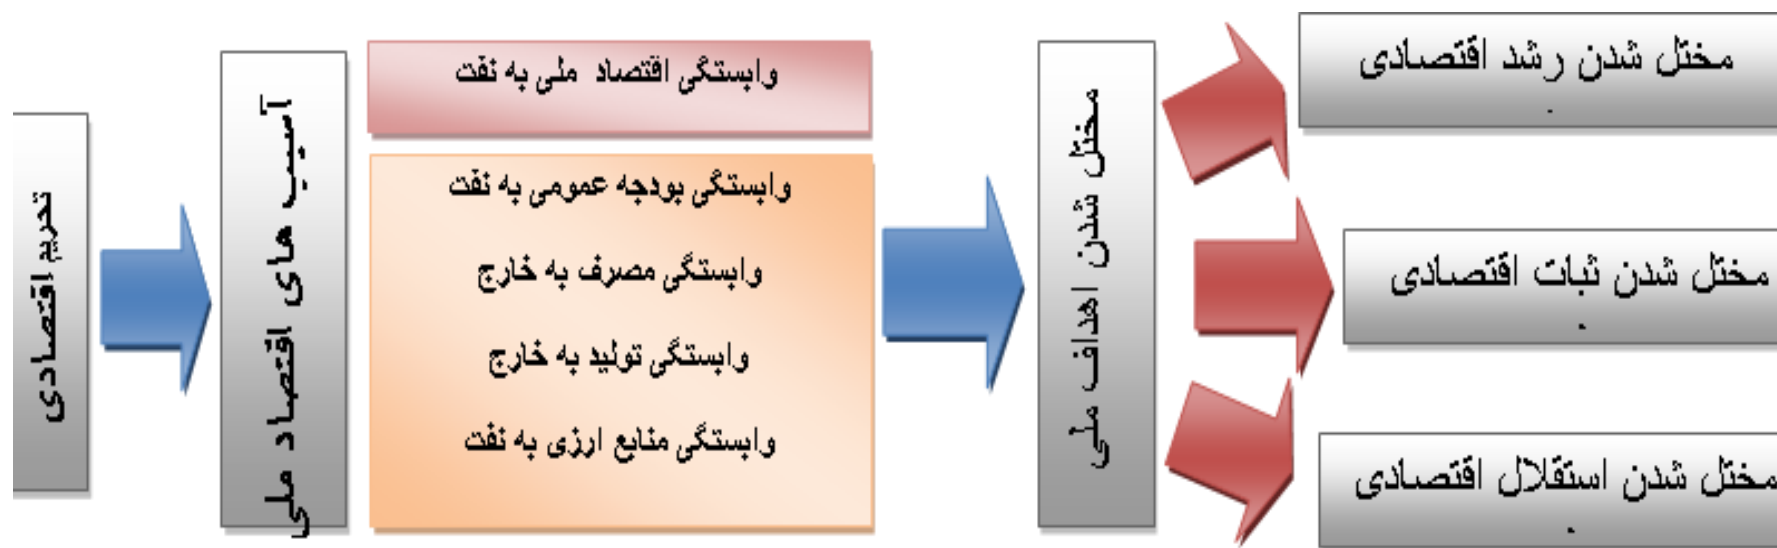 تحریم اقتصادی
آسیب های اقتصاد ملی
وابستگی اقتصاد ملی به نفت
وابستگی بودجه عمومی به نفت
وابستگی مصرف به خارج
وابستگی تولید به خارج
وابستگی منابع ارزی به نفت
مختل شدن اهداف ملی
مختل شدن رشد اقتصادی
.
مختل شدن ثبات اقتصادی
.
مختل شدن استقلال اقتصادی
.